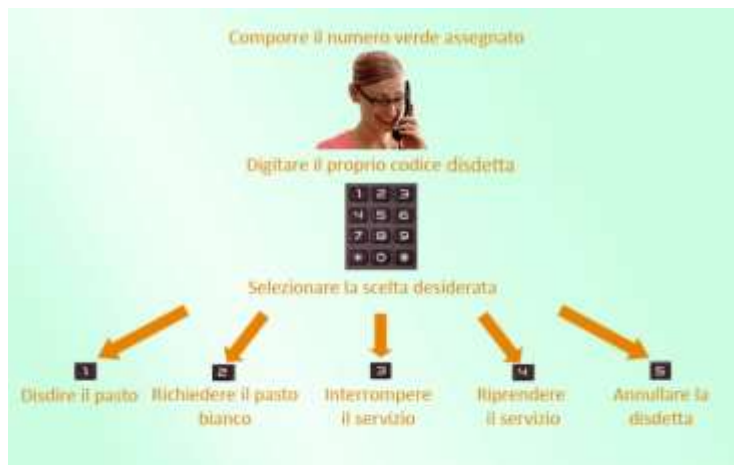 Comporre il numero verde assegnato
Digitare il proprio codice disdetta
1 2 3
4 5 6
7 8 9
* 0 #
Selezionare la scelta desiderata
1 2 3 4 5
Disdire il pasto
Richiedere il pasto
bianco
Interrompere
il servizio
Riprendere
il servizio
Annullare la
disdetta